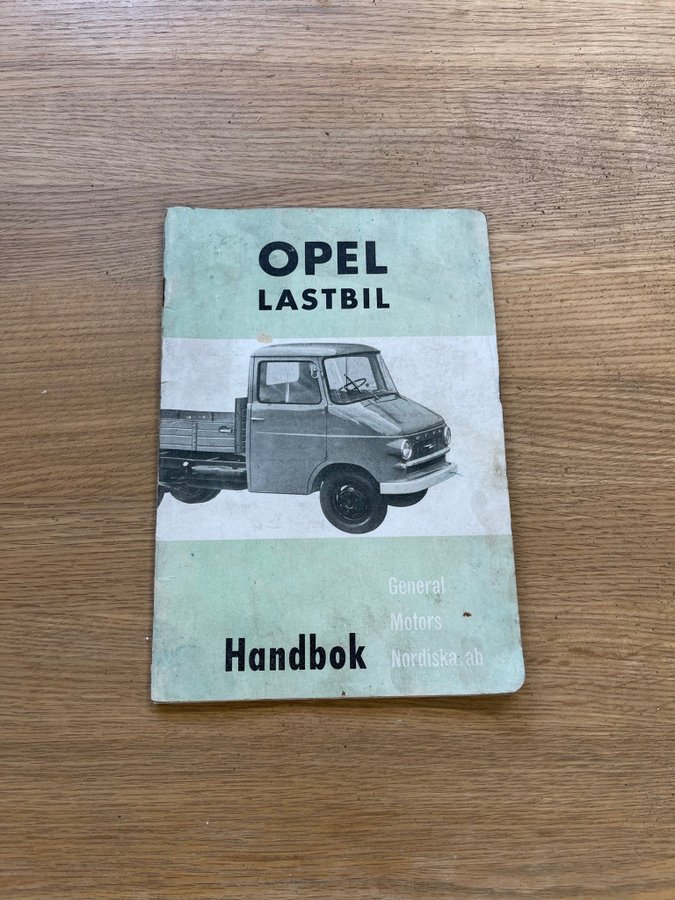 OPEL
LASTBIL
General
Motors
Handbok
Nordiska ab